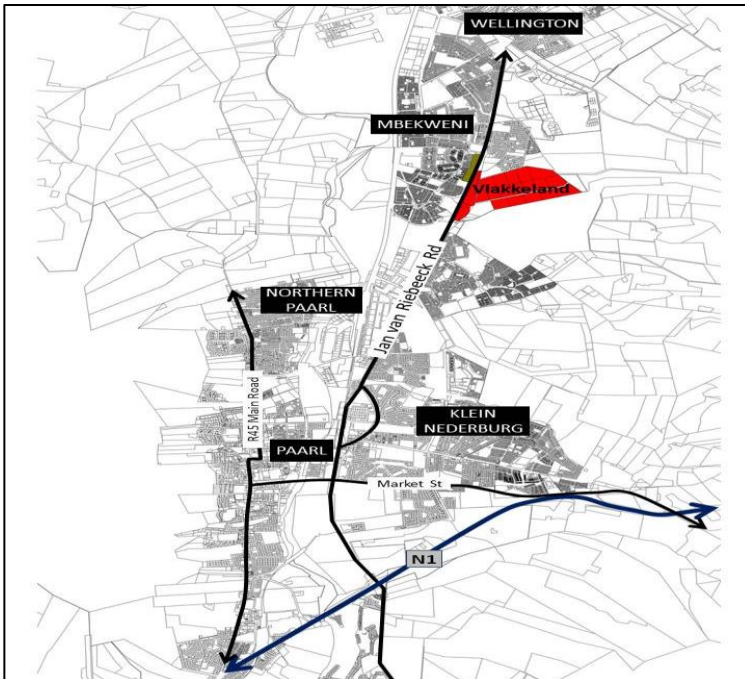 WELLINGTON
MBEKWENI
Vlakkeland
Jan van Riebeeck Rd
NORTHERN
PAARL
R45 Main Road
KLEIN
NEDERBURG
PAARL
Market St
N1